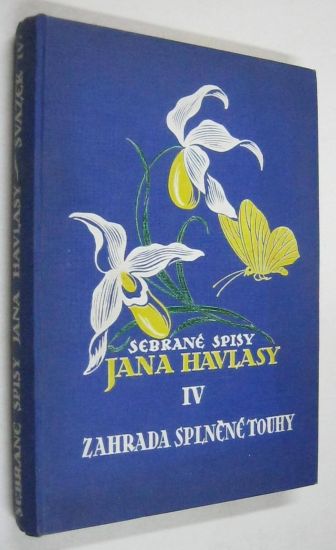 SEBRANÉ SPISY JANA HAVLASY — SVAZEK IV
SEBRANÉ SPISY
JANA HAVLASY
IV
ZAHRADA SPLNĚNÉ TOUHY